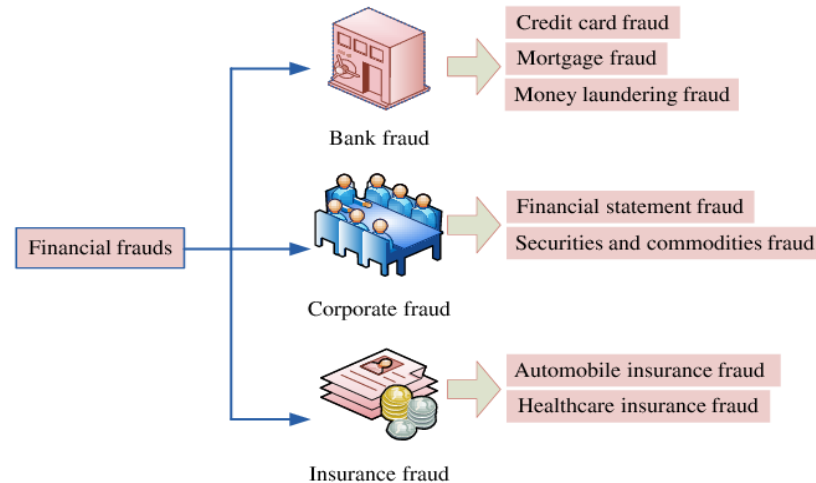 Credit card fraud
Mortgage fraud
Money laundering fraud
Bank fraud
Financial statement fraud
Securities and commodities fraud
Financial frauds
Corporate fraud
Automobile insurance fraud
Healthcare insurance fraud
Insurance fraud